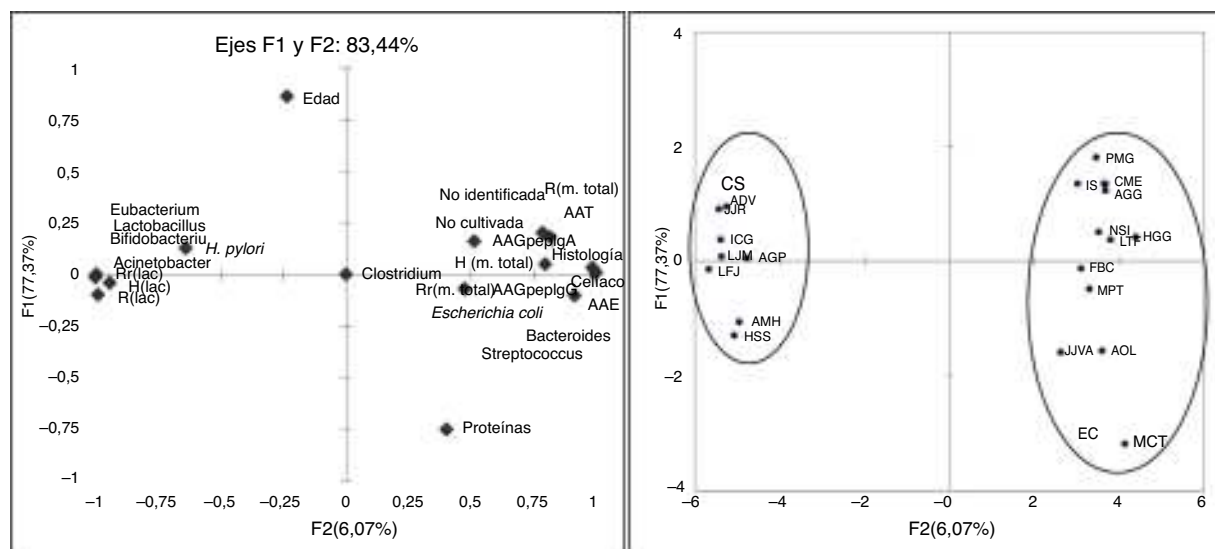 Ejes F1 y F2: 83,44%
1
0,75
0,5
0,25
0
−0,25
−0,5
−0,75
−1
F1(77,37%)
Edad
Eubacterium
Lactobacillus
Bifidobacteriu
H. pylori
Acinetobacter
Rr(lac)
H(lac)
R(lac)
No identificada
R(m. total)
AAT
No cultivada
AAGpepIgA
Histología
H (m. total)
Clostridium
Celíaco
Rr(m. total)
AAGpepIgG
AAE
Escherichia coli
Bacteroides
Streptococcus
Proteínas
−1
−0,75
−0,5
−0,25
0
0,25
0,5
0,75
1
F2(6,07%)
4
2
0
−2
−4
F1(77,37%)
CS
ADV
JJR
ICG
LJM
AGP
LFJ
AMH
HSS
PMG
IS
CME
AGG
NSI
LTF
HGG
FBC
MPT
JJVA
AOL
EC
MCT
−6
−4
−2
0
2
4
6
F2(6,07%)